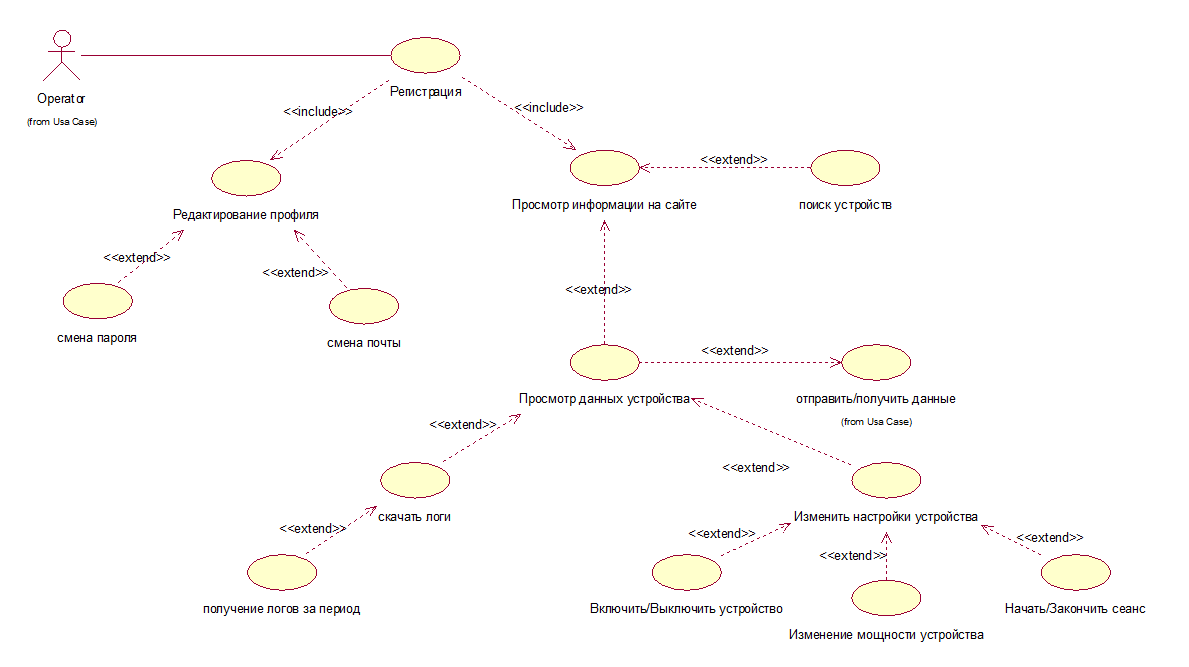 Operator
(from Usa Case)
Регистрация
<<include>>
<<include>>
<<extend>>
Редактирование профиля
Просмотр информации на сайте
поиск устройств
<<extend>>
<<extend>>
<<extend>>
смена пароля
смена почты
<<extend>>
Просмотр данных устройства
отправить/получить данные
(from Usa Case)
<<extend>>
<<extend>>
скачать логи
Изменить настройки устройства
<<extend>>
<<extend>>
<<extend>>
<<extend>>
получение логов за период
Включить/Выключить устройство
Начать/Закончить сеанс
Изменение мощности устройства